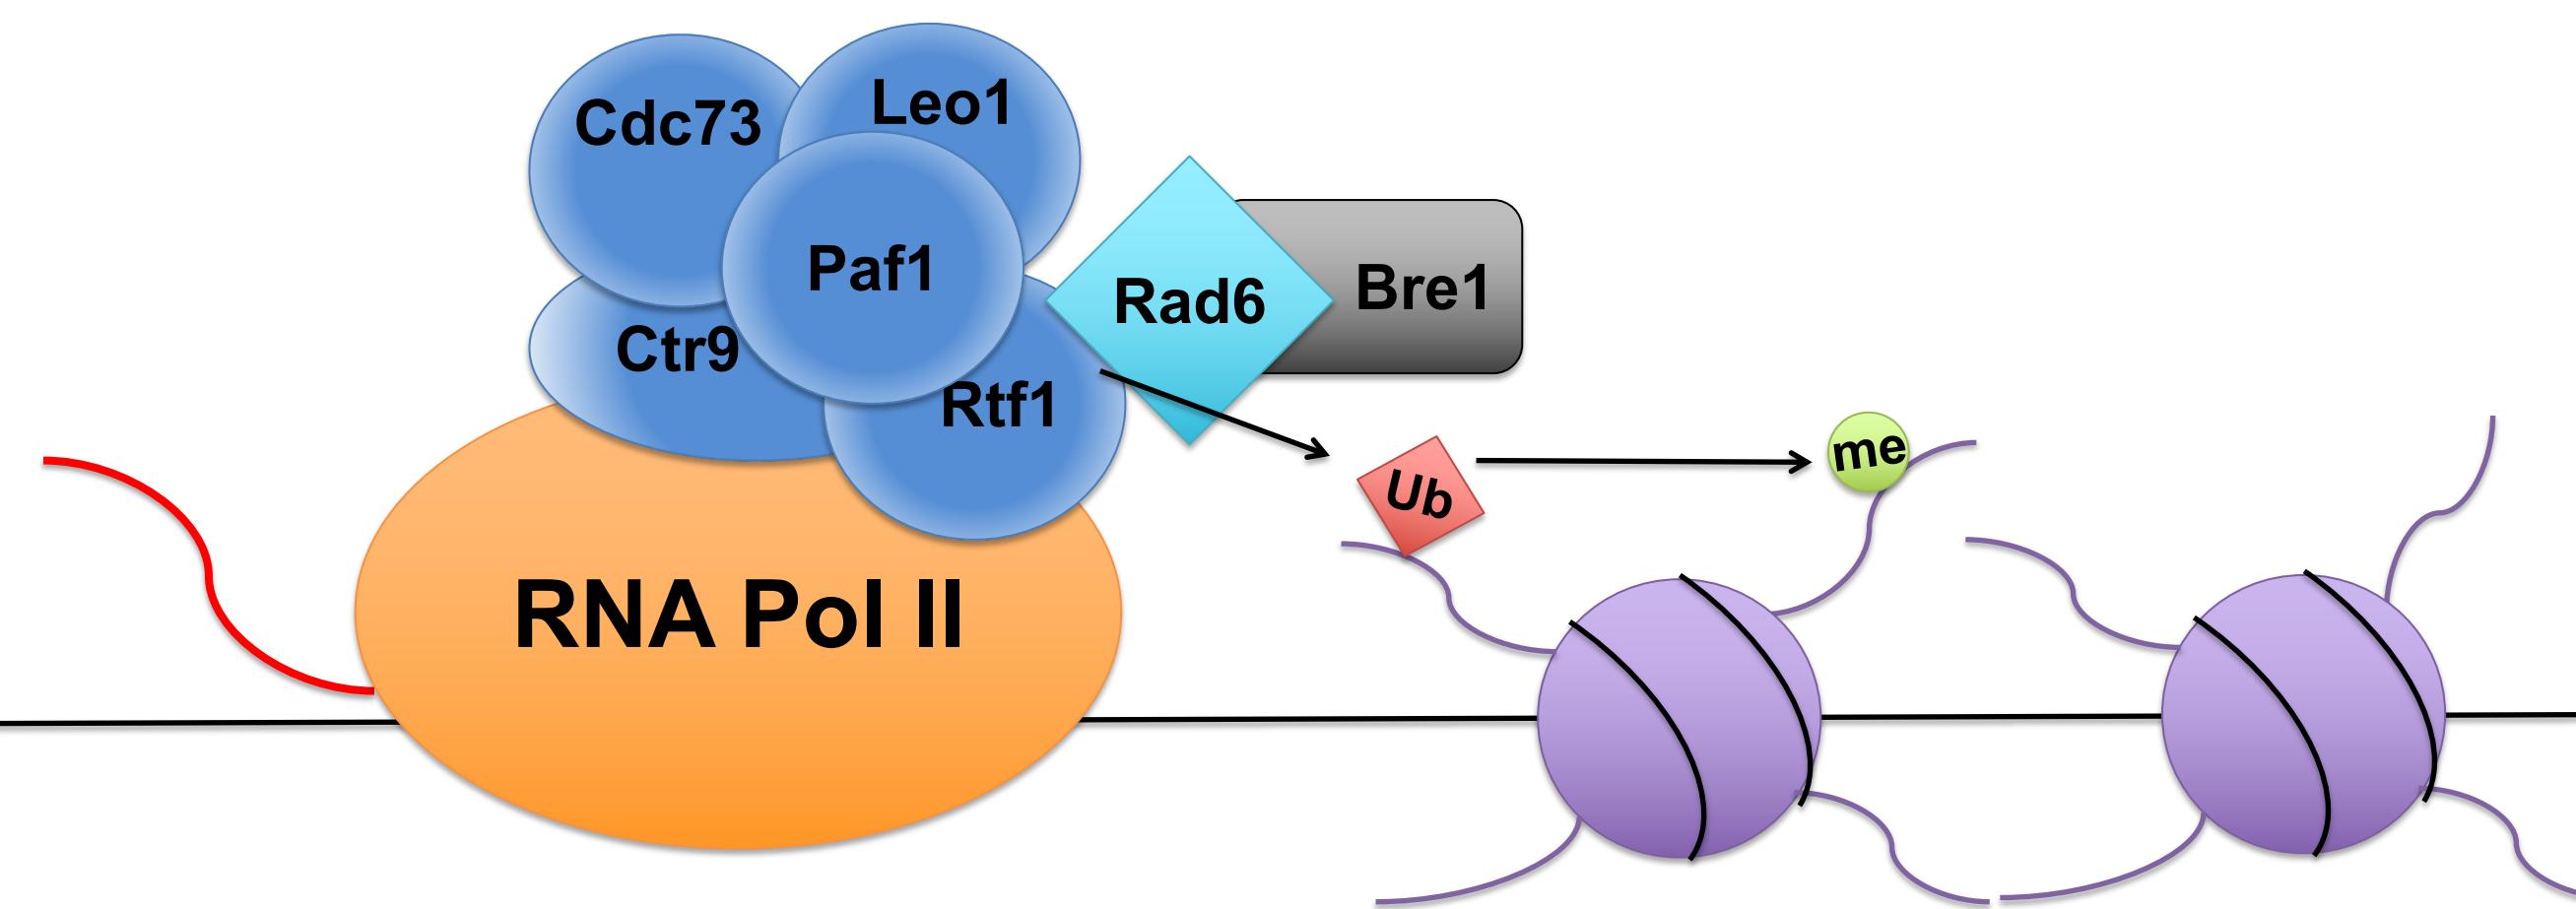 Cdc73
Leo1
Paf1
Ctr9
Rtf1
Rad6
Bre1
Ub
me
RNA Pol II